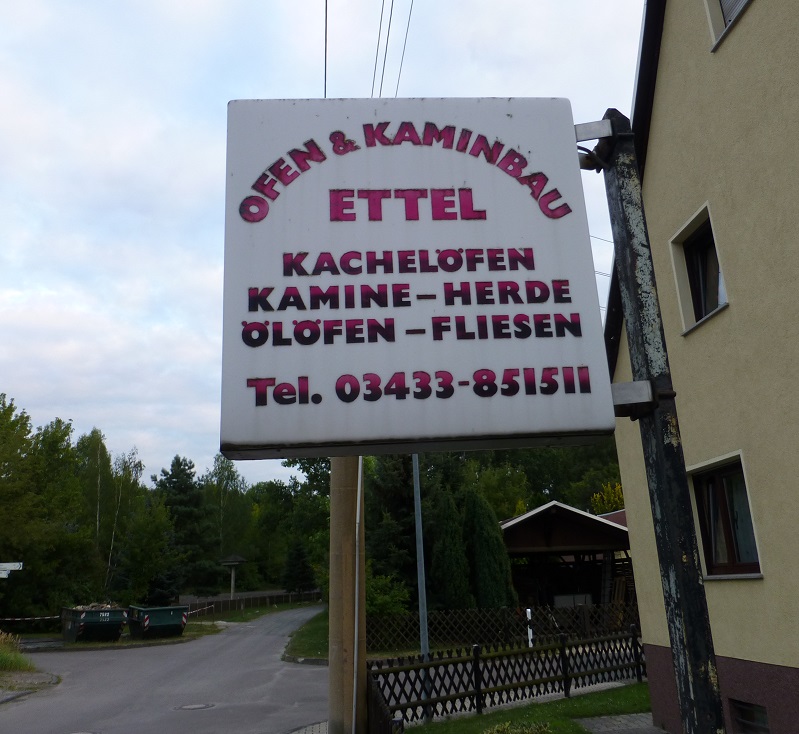 OFEN & KAMINBAU
ETTEL
KACHELÖFEN
KAMINE – HERDE
ÖLÖFEN – FLIESEN
Tel. 03433-851511